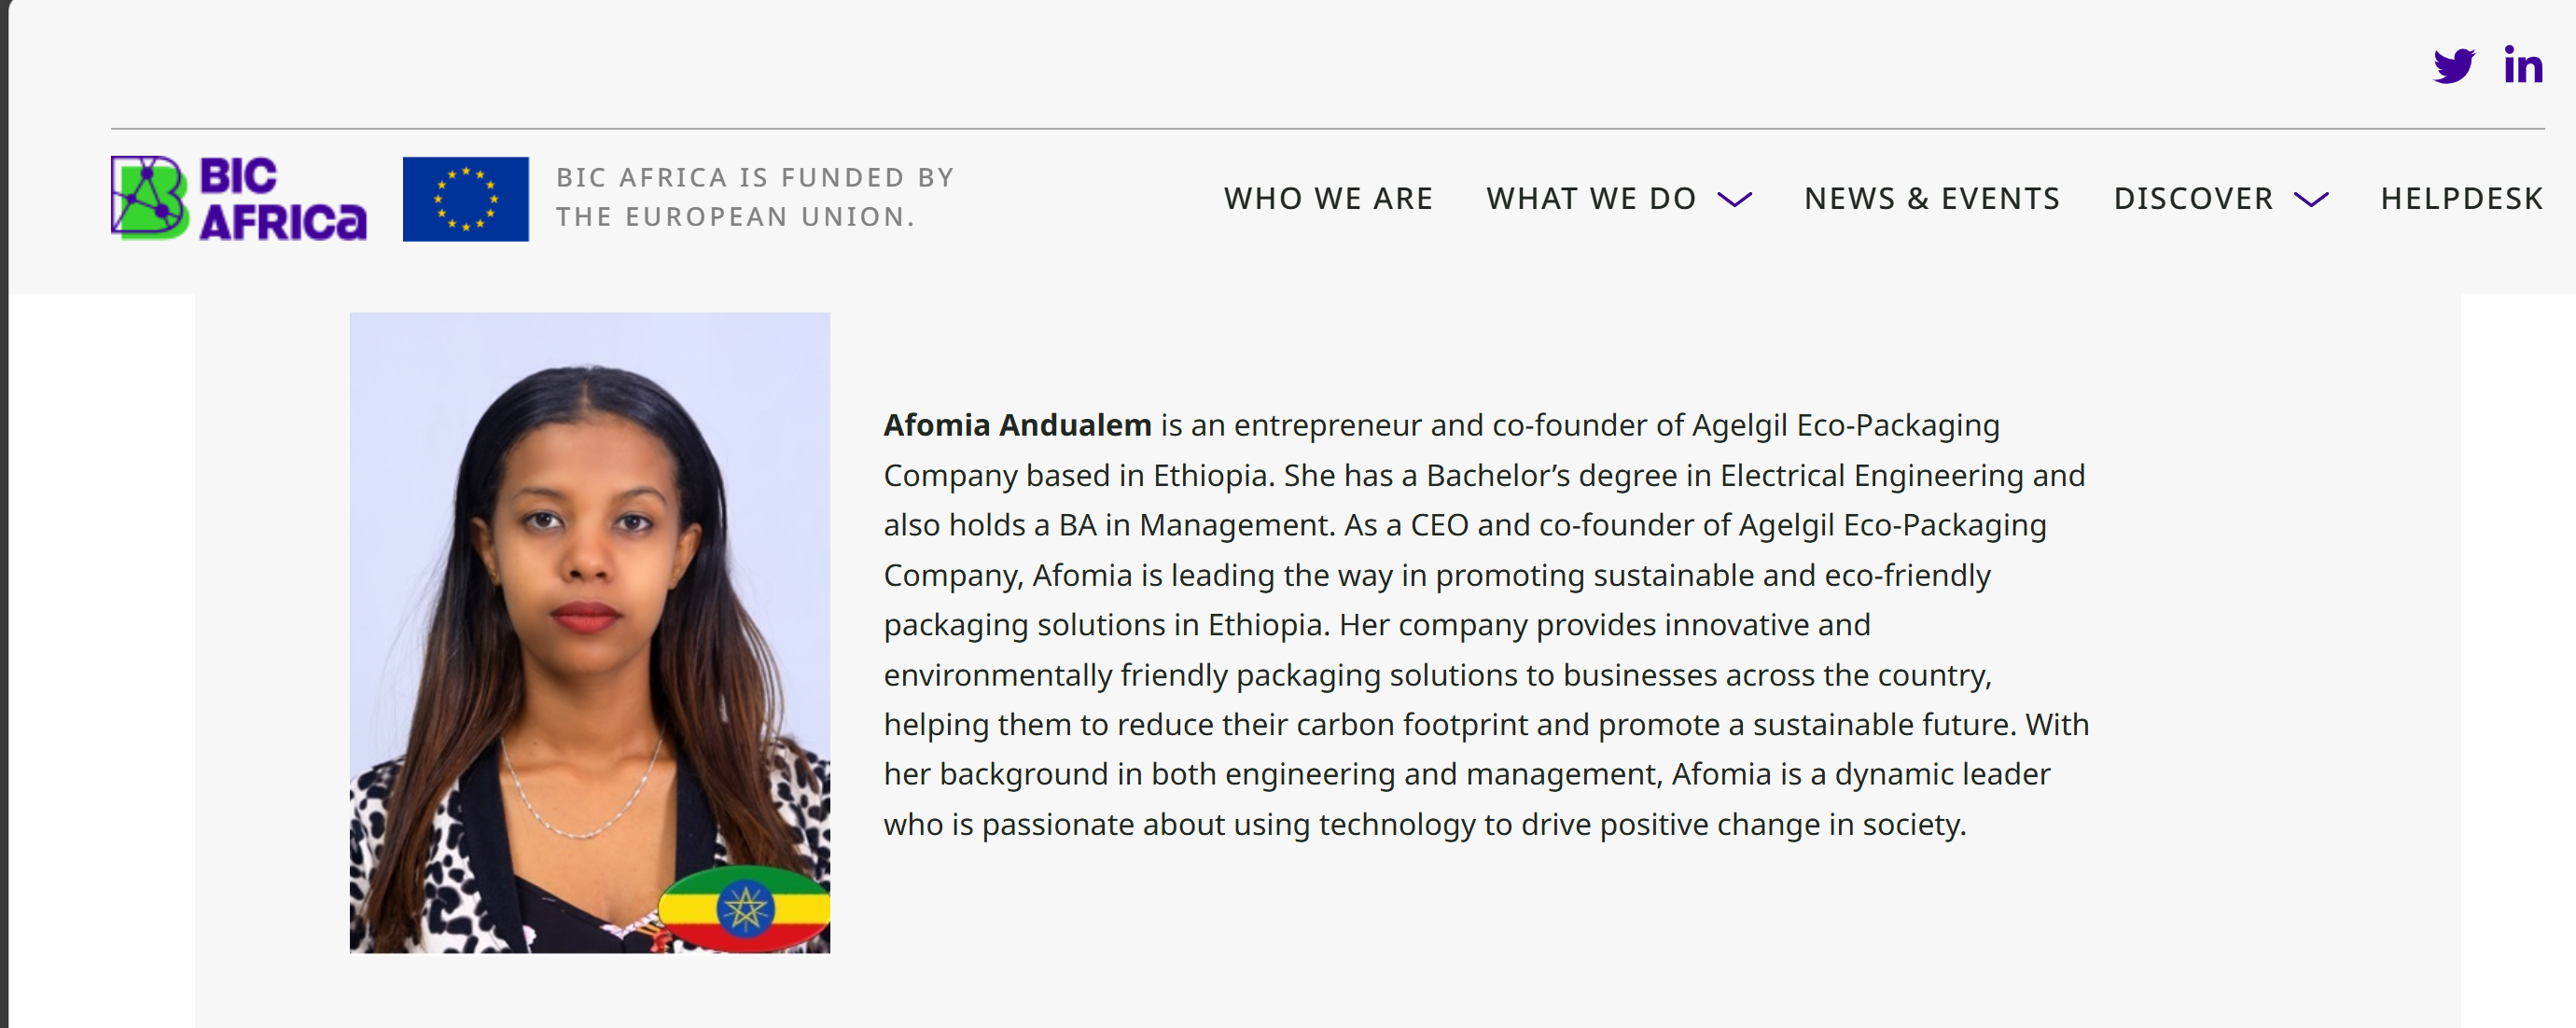 BIC
AFRICa
BIC AFRICA IS FUNDED BY
THE EUROPEAN UNION.
WHO WE ARE
WHAT WE DO
NEWS & EVENTS
DISCOVER
HELPDESK
Afomia Andualem is an entrepreneur and co-founder of Agelgil Eco-Packaging
Company based in Ethiopia. She has a Bachelor’s degree in Electrical Engineering and
also holds a BA in Management. As a CEO and co-founder of Agelgil Eco-Packaging
Company, Afomia is leading the way in promoting sustainable and eco-friendly
packaging solutions in Ethiopia. Her company provides innovative and
environmentally friendly packaging solutions to businesses across the country,
helping them to reduce their carbon footprint and promote a sustainable future. With
her background in both engineering and management, Afomia is a dynamic leader
who is passionate about using technology to drive positive change in society.